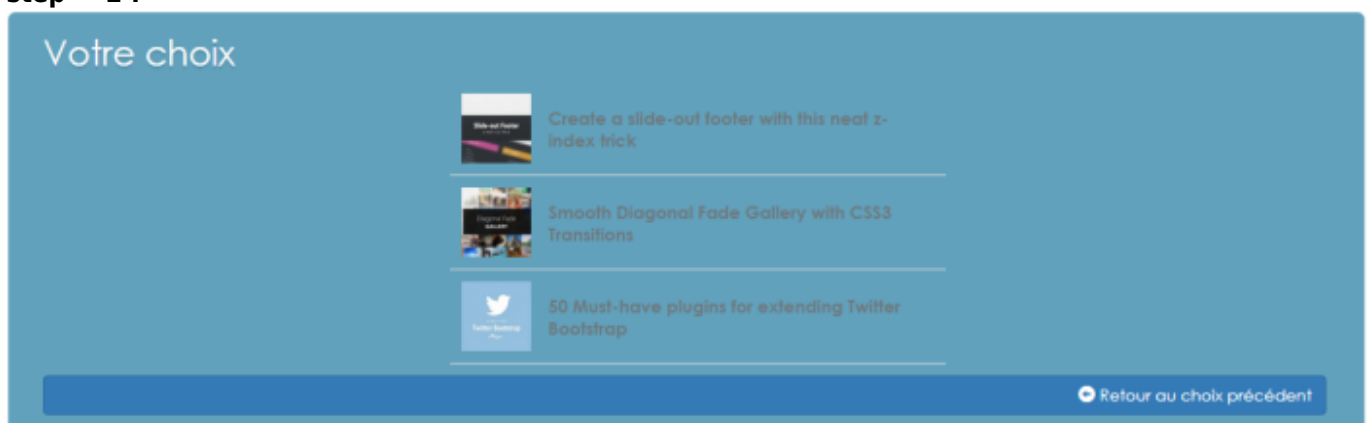 Votre choix
Slide-out Footer
Create a slide-out footer with this neat z-
index trick
Diagonal Fade
GALLERY
Smooth Diagonal Fade Gallery with CSS3
Transitions
Twitter Bootstrap
50 Must-have plugins for extending Twitter
Bootstrap
Retour au choix précédent